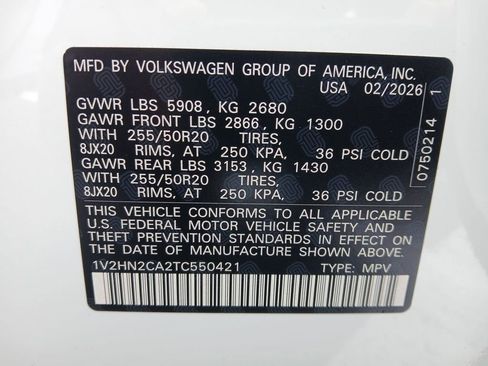 MFD BY VOLKSWAGEN GROUP OF AMERICA, INC.
USA 02/2026
GVWR LBS 5908, KG 2680
GAWR FRONT LBS 2866, KG 1300
WITH 255/50R20 TIRES,
8JX20 RIMS, AT 250 KPA, 36 PSI COLD
GAWR REAR LBS 3153, KG 1430
WITH 255/50R20 TIRES,
8JX20 RIMS, AT 250 KPA, 36 PSI COLD
THIS VEHICLE CONFORMS TO ALL APPLICABLE
U.S. FEDERAL MOTOR VEHICLE SAFETY AND
THEFT PREVENTION STANDARDS IN EFFECT ON
THE DATE OF MANUFACTURE SHOWN ABOVE.
1V2HN2CA2TC550421 TYPE: MPV
0750214 1